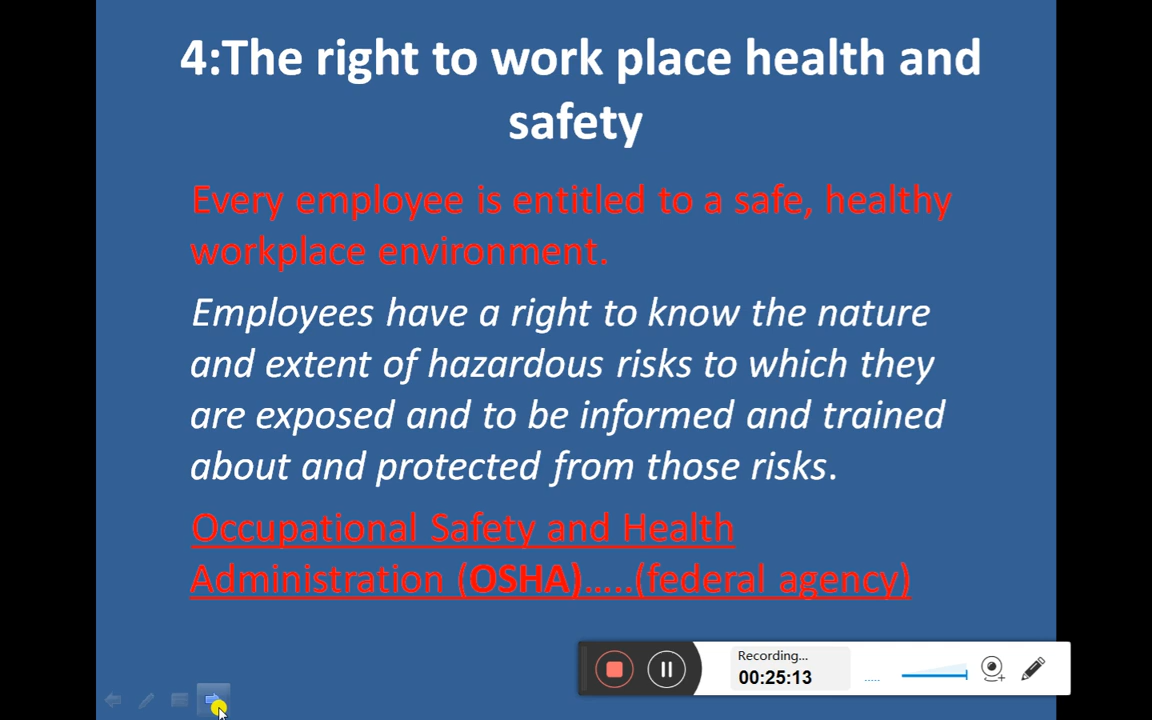 4:The right to work place health and
safety
Every employee is entitled to a safe, healthy
workplace environment.
Employees have a right to know the nature
and extent of hazardous risks to which they
are exposed and to be informed and trained
about and protected from those risks.
Occupational Safety and Health
Administration (OSHA)…..(federal agency)
Recording...
00:25:13
.....